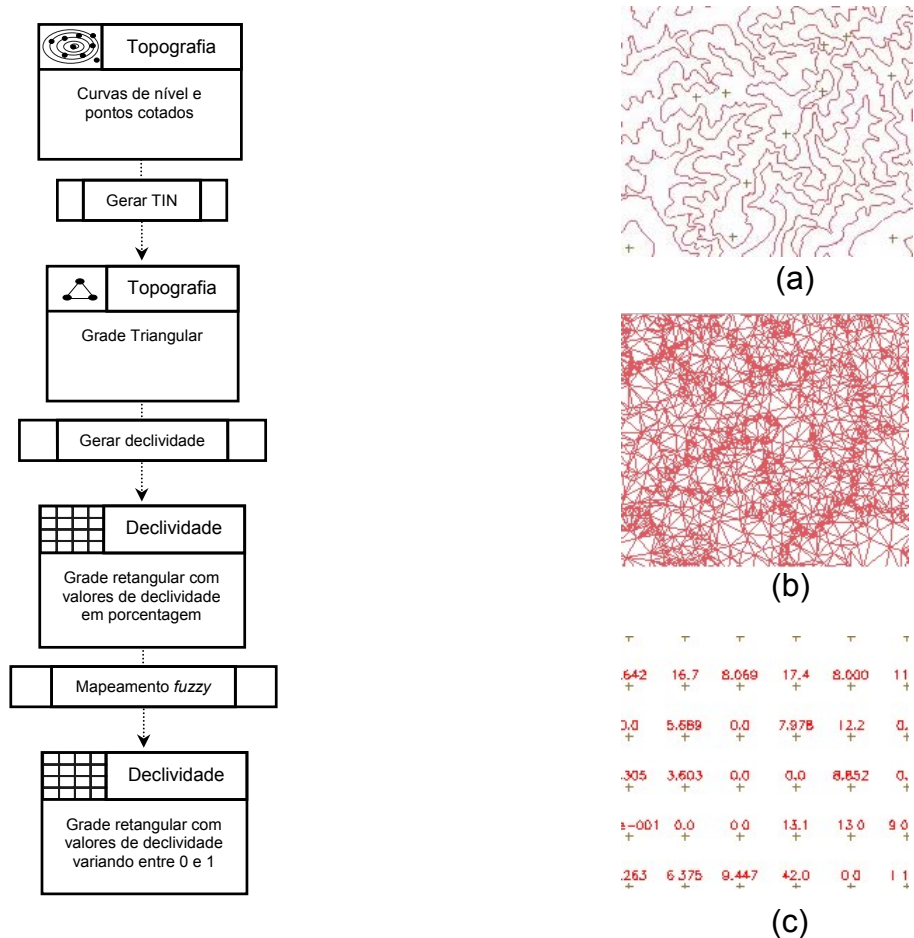 Topografia
Curvas de nível e
pontos cotados
Gerar TIN
Topografia
Grade Triangular
Gerar declividade
Declividade
Grade retangular com
valores de declividade
em porcentagem
Mapeamento fuzzy
Declividade
Grade retangular com
valores de declividade
variando entre 0 e 1
(a)
(b)
.642 16.7 8.069 17.4 8.000 11
5.689 0.0 7.978 12.2
.305 3.603 0.0 0.0 8.852
e-001 0.0 0.0 13.1 13.0
.263 6.375 9.447 42.0 0.0
(c)